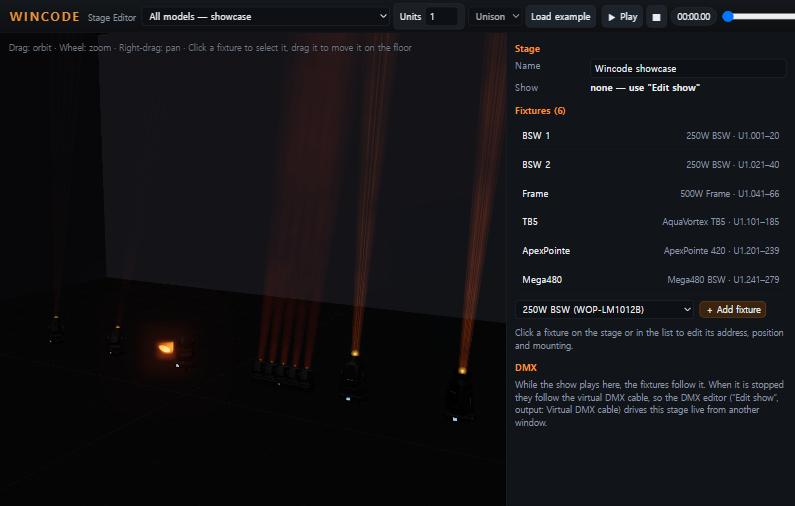 WINCODE Stage Editor All models — showcase Units 1 Unison Load example Play 00:00.00
Drag: orbit · Wheel: zoom · Right-drag: pan · Click a fixture to select it, drag it to move it on the floor
Stage
Name Wincode showcase
Show none — use "Edit show"
Fixtures (6)
BSW 1 250W BSW · U1.001–20
BSW 2 250W BSW · U1.021–40
Frame 500W Frame · U1.041–66
TB5 AquaVortex TB5 · U1.101–185
ApexPointe ApexPointe 420 · U1.201–239
Mega480 Mega480 BSW · U1.241–279
250W BSW (WOP-LM1012B) + Add fixture
Click a fixture on the stage or in the list to edit its address, position
and mounting.
DMX
While the show plays here, the fixtures follow it. When it is stopped
they follow the virtual DMX cable, so the DMX editor ("Edit show",
output: Virtual DMX cable) drives this stage live from another
window.